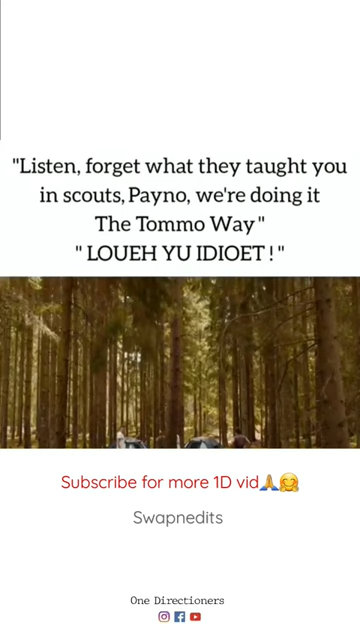 "Listen, forget what they taught you
in scouts, Payno, we're doing it
The Tommo Way"
" LOUEH YU IDIOET ! "
Subscribe for more 1D vid🙏🤗
Swapnedits
One Directioners